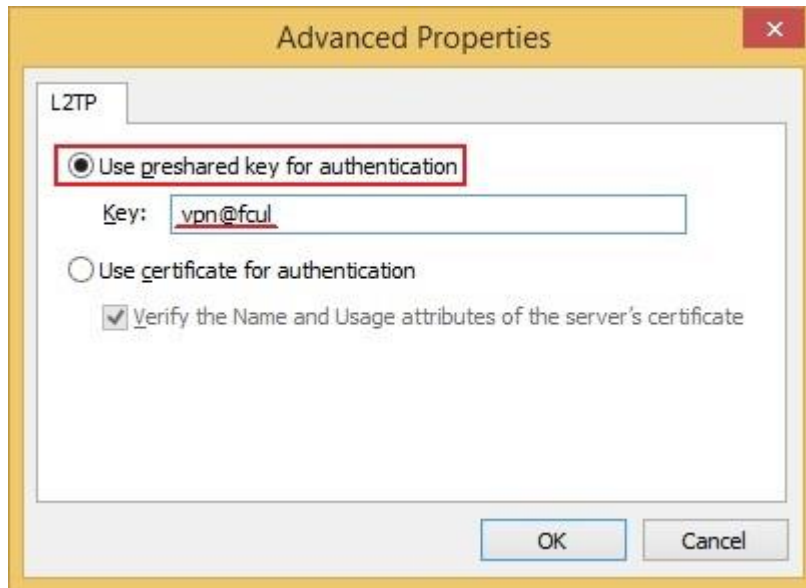 Advanced Properties
L2TP
Use preshared key for authentication
Key: vpn@fcul
Use certificate for authentication
Verify the Name and Usage attributes of the server's certificate
OK Cancel